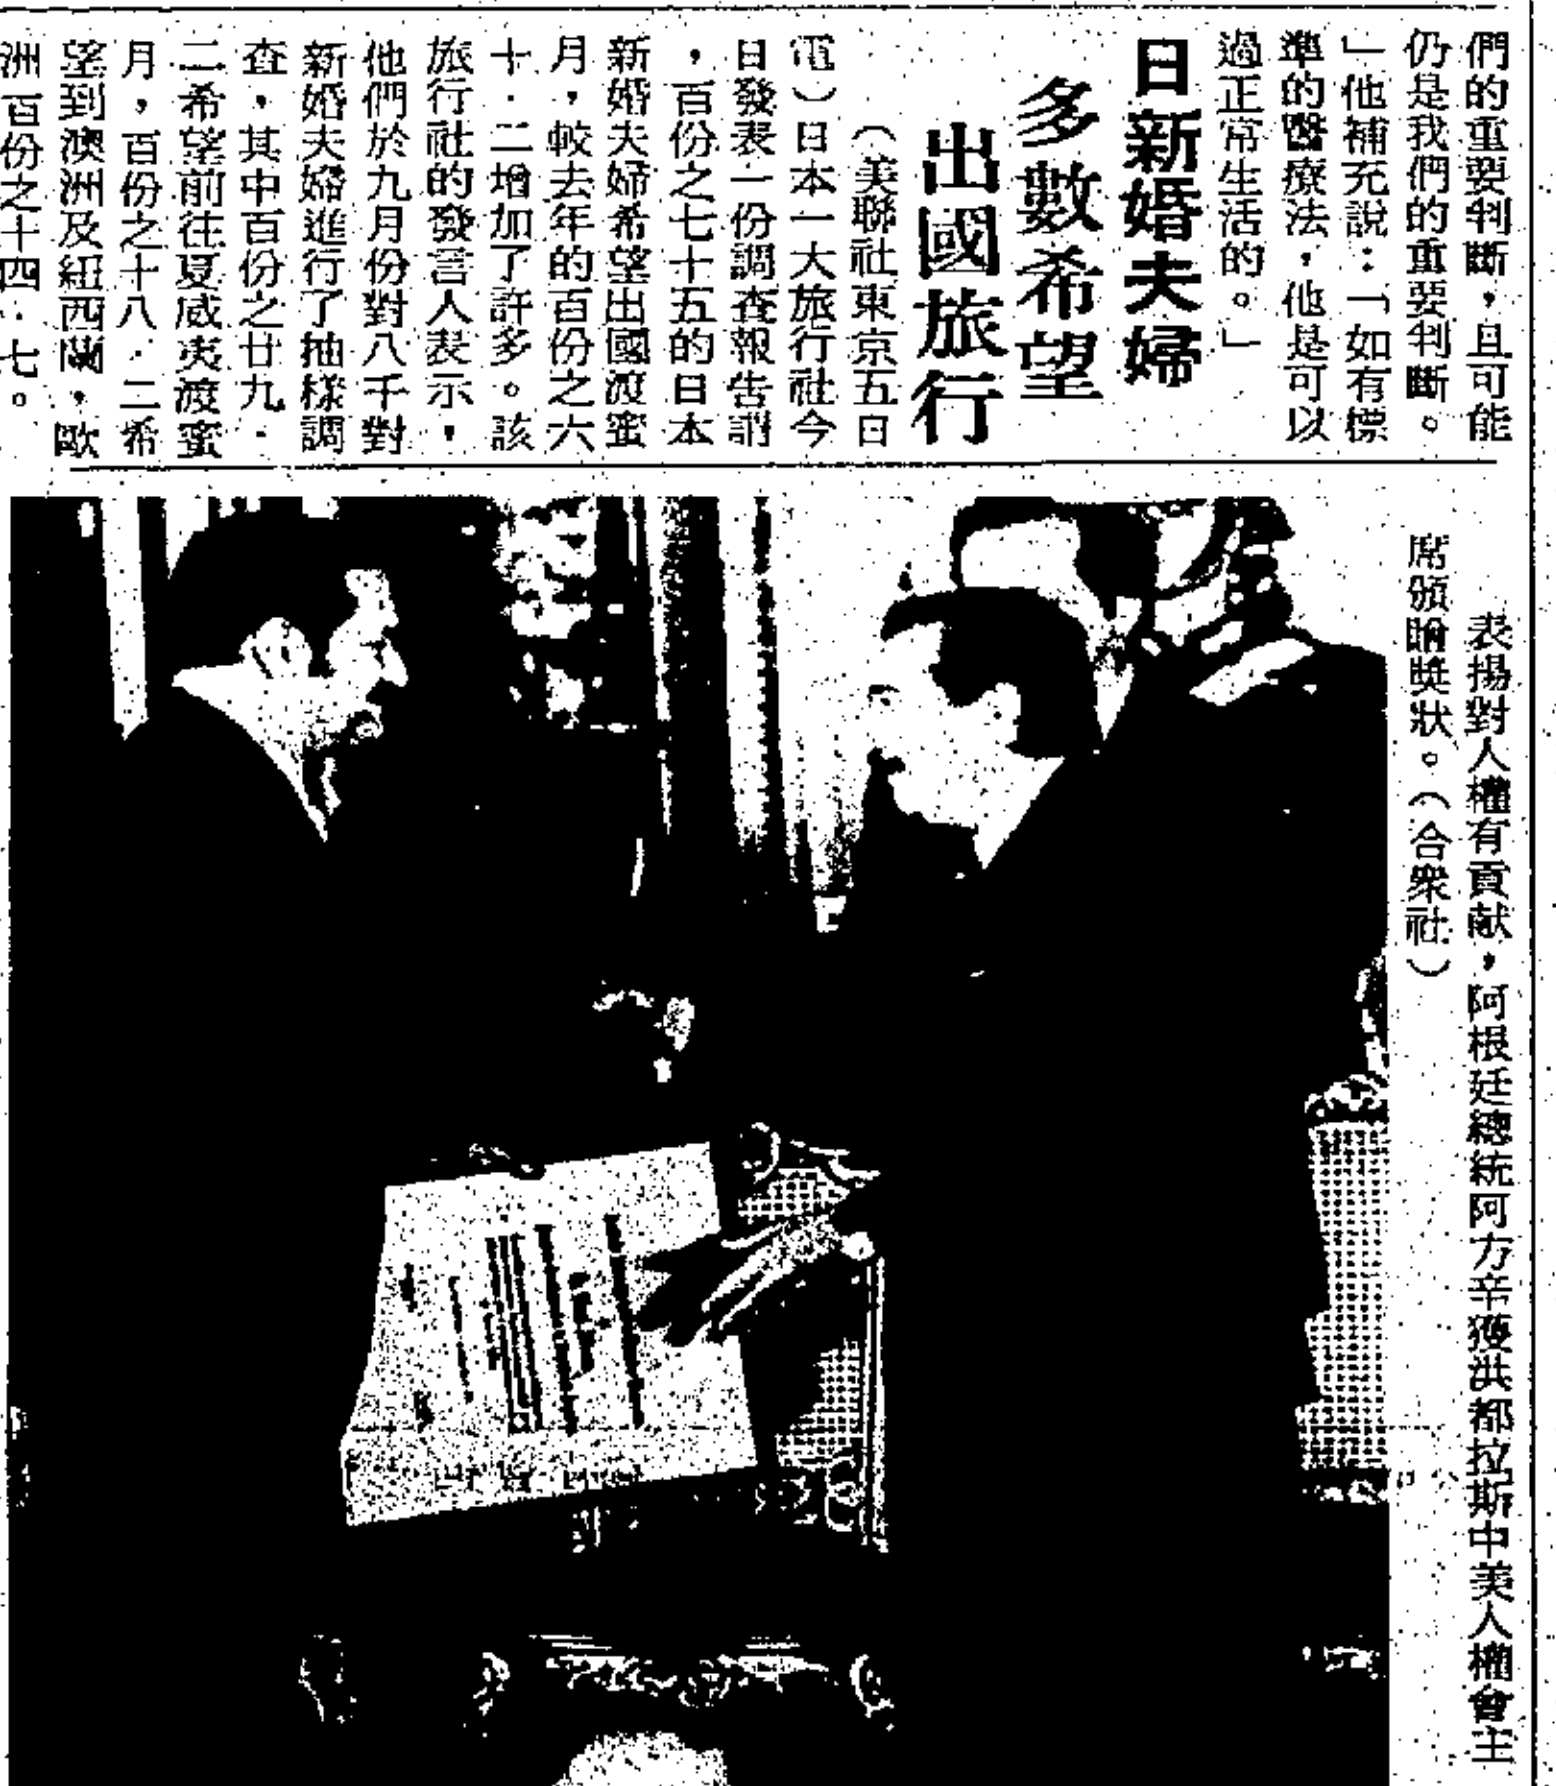 們的重要判斷，且可能
仍是我們的重要判斷。
」他補充說：「如有標
準的醫療法，他是可以
過正常生活的。」
日新婚夫婦
多數希望
出國旅行
（美聯社東京五日
電）日本一大旅行社今
日發表一份調查報告謂
，百份之七十五的日本
新婚夫婦希望出國渡蜜
月，較去年的百份之六
十．二增加了許多。該
旅行社的發言人表示，
他們於九月份對八千對
新婚夫婦進行了抽樣調
查，其中百份之廿九．
二希望前往夏威夷渡蜜
月，百份之十八．二希
望到澳洲及紐西蘭，歐
洲百份之十四．七。
表揚對人權有貢献，阿根廷總統阿方辛獲洪都拉斯中美人權會主
席頒贈獎狀。（合衆社）